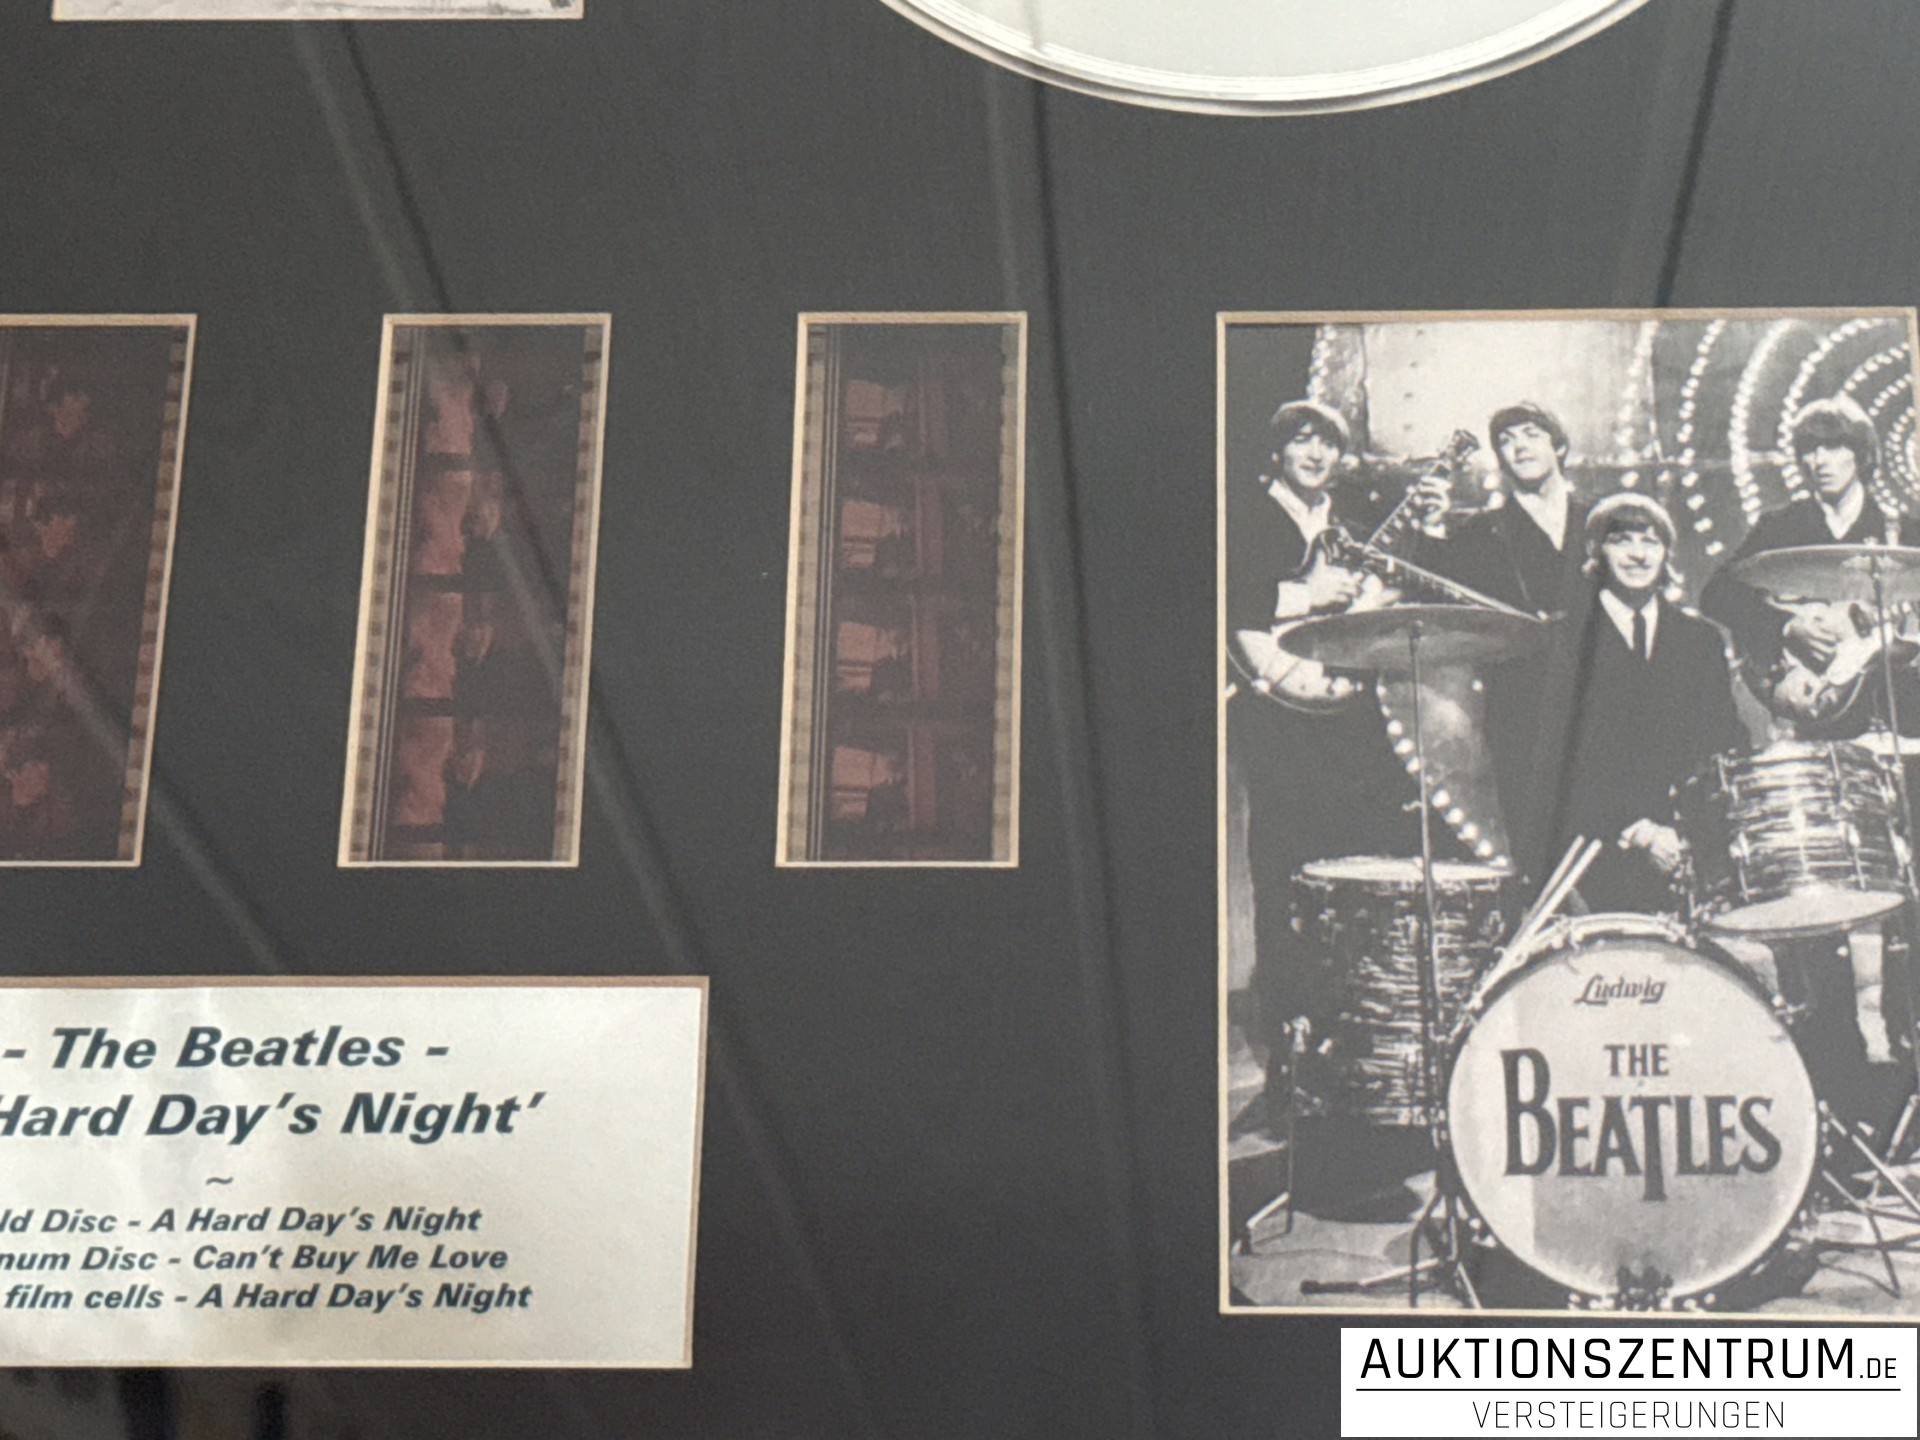 Ludwig
THE
BEATLES
- The Beatles -
Hard Day's Night'
~
ld Disc - A Hard Day's Night
num Disc - Can't Buy Me Love
film cells - A Hard Day's Night
AUKTIONSZENTRUM.DE
VERSTEIGERUNGEN